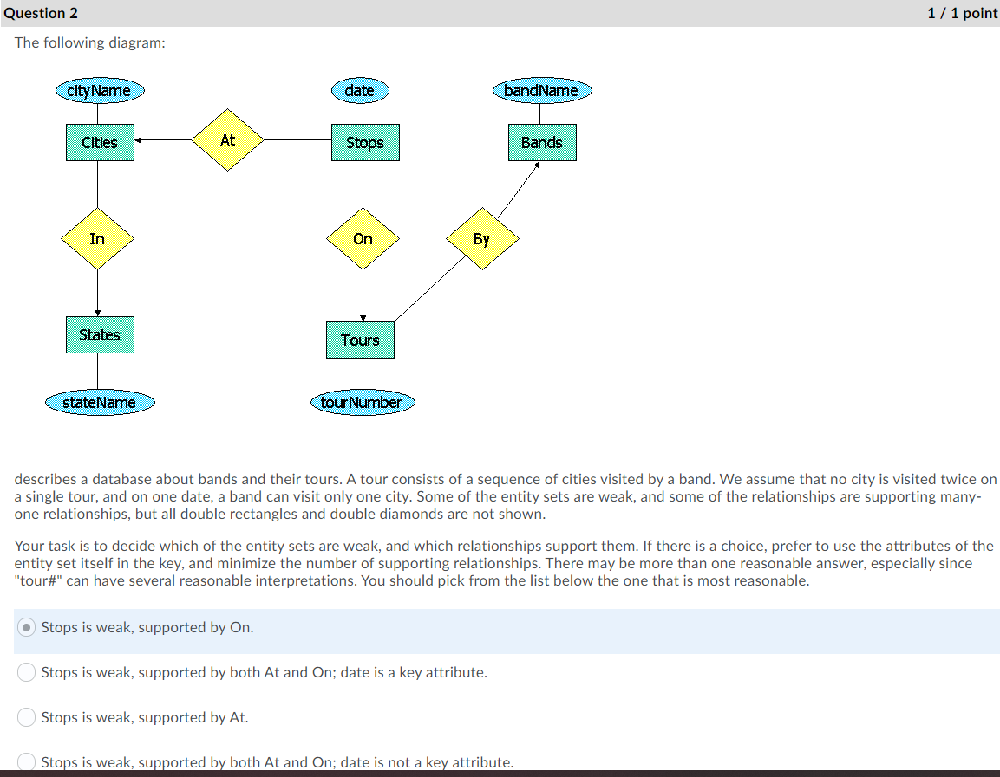 Question 2 1 / 1 point
The following diagram:
cityName date bandName
Cities At Stops Bands
In On By
States Tours
stateName tourNumber
describes a database about bands and their tours. A tour consists of a sequence of cities visited by a band. We assume that no city is visited twice on
a single tour, and on one date, a band can visit only one city. Some of the entity sets are weak, and some of the relationships are supporting many-
one relationships, but all double rectangles and double diamonds are not shown.
Your task is to decide which of the entity sets are weak, and which relationships support them. If there is a choice, prefer to use the attributes of the
entity set itself in the key, and minimize the number of supporting relationships. There may be more than one reasonable answer, especially since
"tour#" can have several reasonable interpretations. You should pick from the list below the one that is most reasonable.
Stops is weak, supported by On.
Stops is weak, supported by both At and On; date is a key attribute.
Stops is weak, supported by At.
Stops is weak, supported by both At and On; date is not a key attribute.